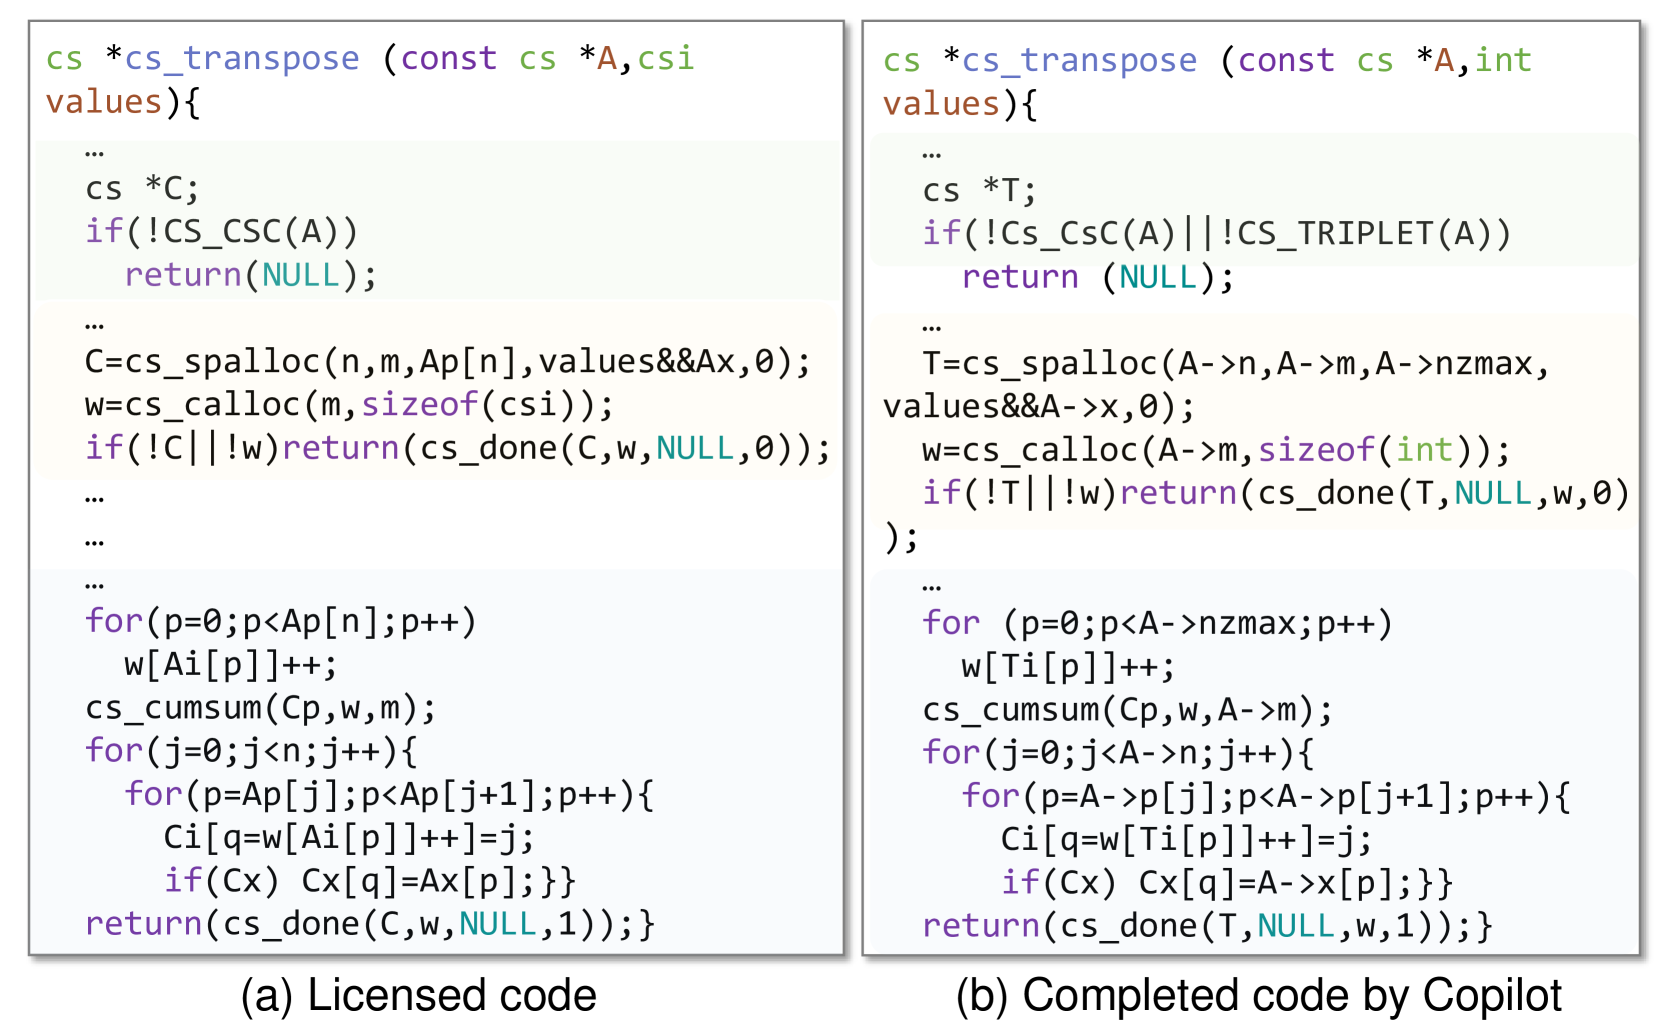 cs *cs_transpose (const cs *A,csi
values){
…
cs *C;
if(!CS_CSC(A))
return(NULL);
…
C=cs_spalloc(n,m,Ap[n],values&&Ax,0);
w=cs_calloc(m,sizeof(csi));
if(!C||!w)return(cs_done(C,w,NULL,0));
…
…
…
for(p=0;p<Ap[n];p++)
w[Ai[p]]++;
cs_cumsum(Cp,w,m);
for(j=0;j<n;j++){
for(p=Ap[j];p<Ap[j+1];p++){
Ci[q=w[Ai[p]]++]=j;
if(Cx) Cx[q]=Ax[p];}}
return(cs_done(C,w,NULL,1));}
(a) Licensed code
cs *cs_transpose (const cs *A,int
values){
…
cs *T;
if(!Cs_CsC(A)||!CS_TRIPLET(A))
return (NULL);
…
T=cs_spalloc(A->n,A->m,A->nzmax,
values&&A->x,0);
w=cs_calloc(A->m,sizeof(int));
if(!T||!w)return(cs_done(T,NULL,w,0)
);
…
for (p=0;p<A->nzmax;p++)
w[Ti[p]]++;
cs_cumsum(Cp,w,A->m);
for(j=0;j<A->n;j++){
for(p=A->p[j];p<A->p[j+1];p++){
Ci[q=w[Ti[p]]++]=j;
if(Cx) Cx[q]=A->x[p];}}
return(cs_done(T,NULL,w,1));}
(b) Completed code by Copilot